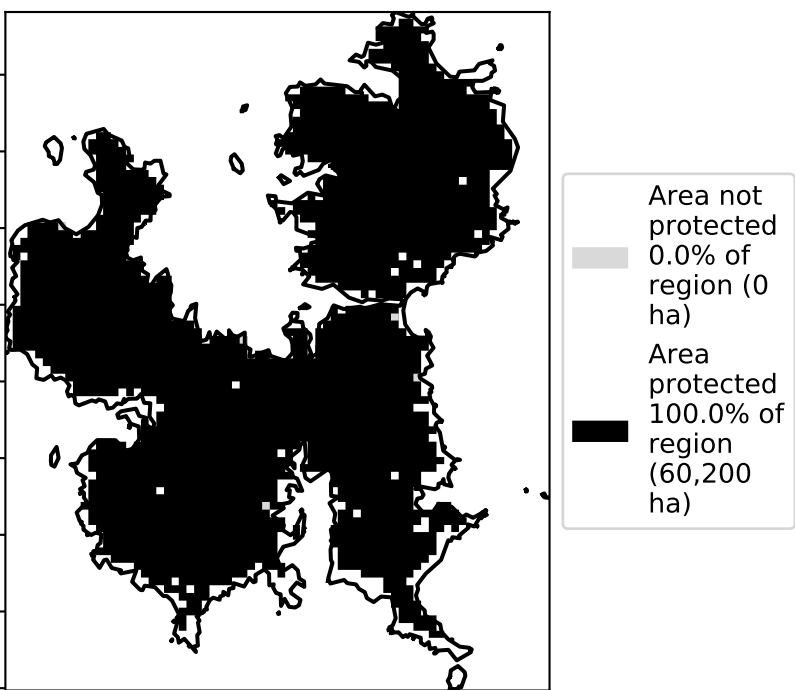 Area not
protected
0.0% of
region (0
ha)
Area
protected
100.0% of
region
(60,200
ha)